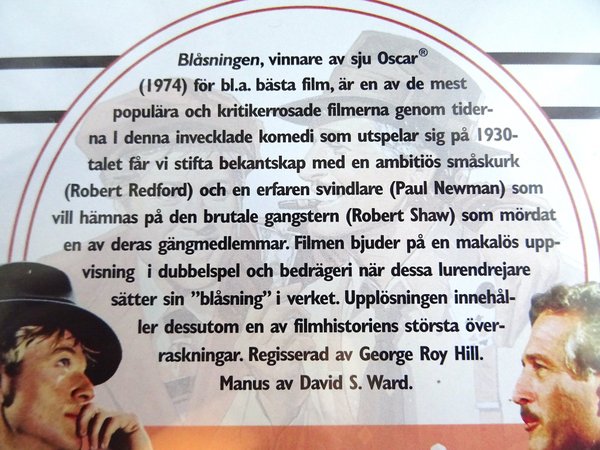 Blåsningen, vinnare av sju Oscar®
(1974) för bl.a. bästa film, är en av de mest
populära och kritikerrosade filmerna genom tider-
na I denna invecklade komedi som utspelar sig på 1930-
talet får vi stifta bekantskap med en ambitiös småskurk
(Robert Redford) och en erfaren svindlare (Paul Newman) som
vill hämnas på den brutale gangstern (Robert Shaw) som mördat
en av deras gängmedlemmar. Filmen bjuder på en makalös upp-
visning i dubbelspel och bedrägeri när dessa lurendrejare
sätter sin ”blåsning” i verket. Upplösningen innehål-
ler dessutom en av filmhistoriens största över-
raskningar. Regisserad av George Roy Hill.
Manus av David S. Ward.